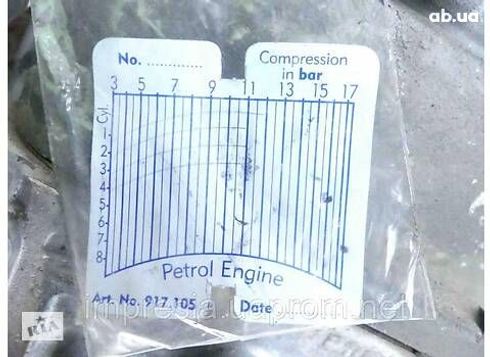 ab.ua
No. ..............
Compression
in bar
3 5 7 9 11 13 15 17
Cyl.
1
2
3
4
5
6
7
8
Petrol Engine
Art. No. 917.105
Date
impresia.uaprom.net
RIA